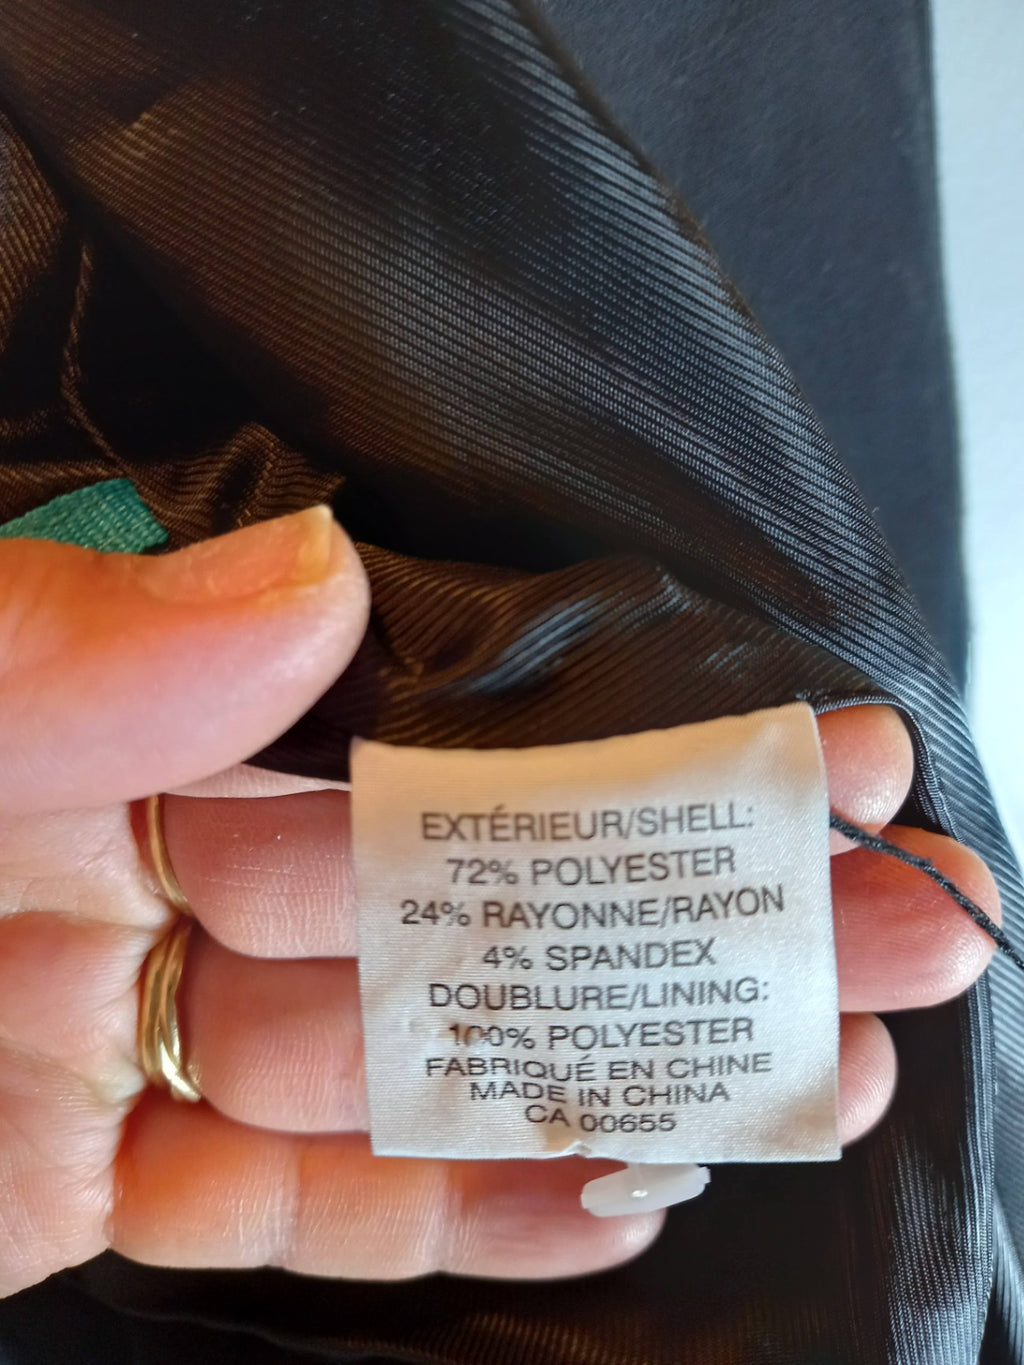 EXTÉRIEUR/SHELL:
72% POLYESTER
24% RAYONNE/RAYON
4% SPANDEX
DOUBLURE/LINING:
100% POLYESTER
FABRIQUÉ EN CHINE
MADE IN CHINA
CA 00655